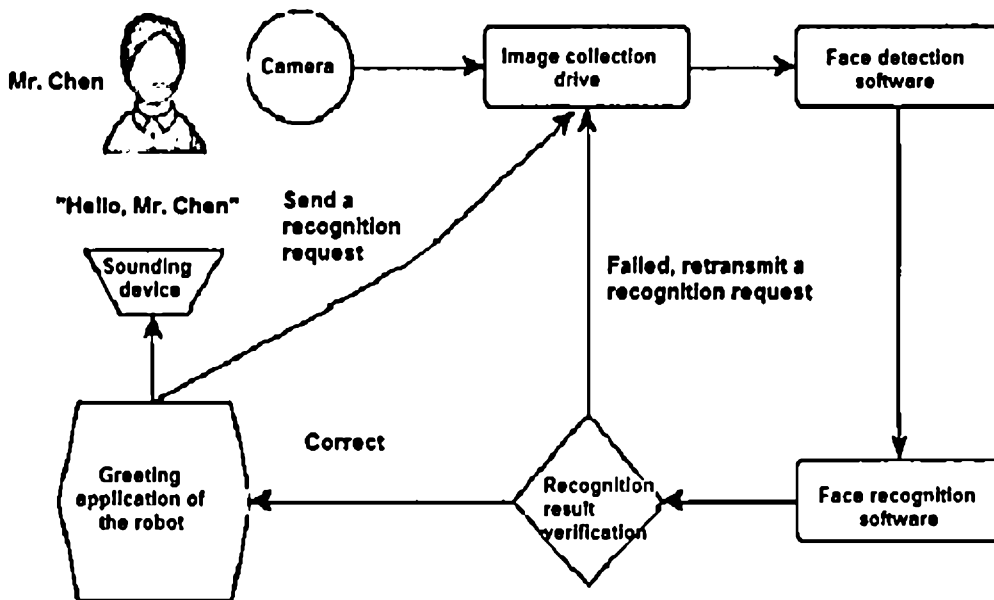 Mr. Chen
Camera
Image collection
drive
Face detection
software
"Hello, Mr. Chen"
Send a
recognition
request
Sounding
device
Failed, retransmit a
recognition request
Correct
Greeting
application of
the robot
Recognition
result
verification
Face recognition
software